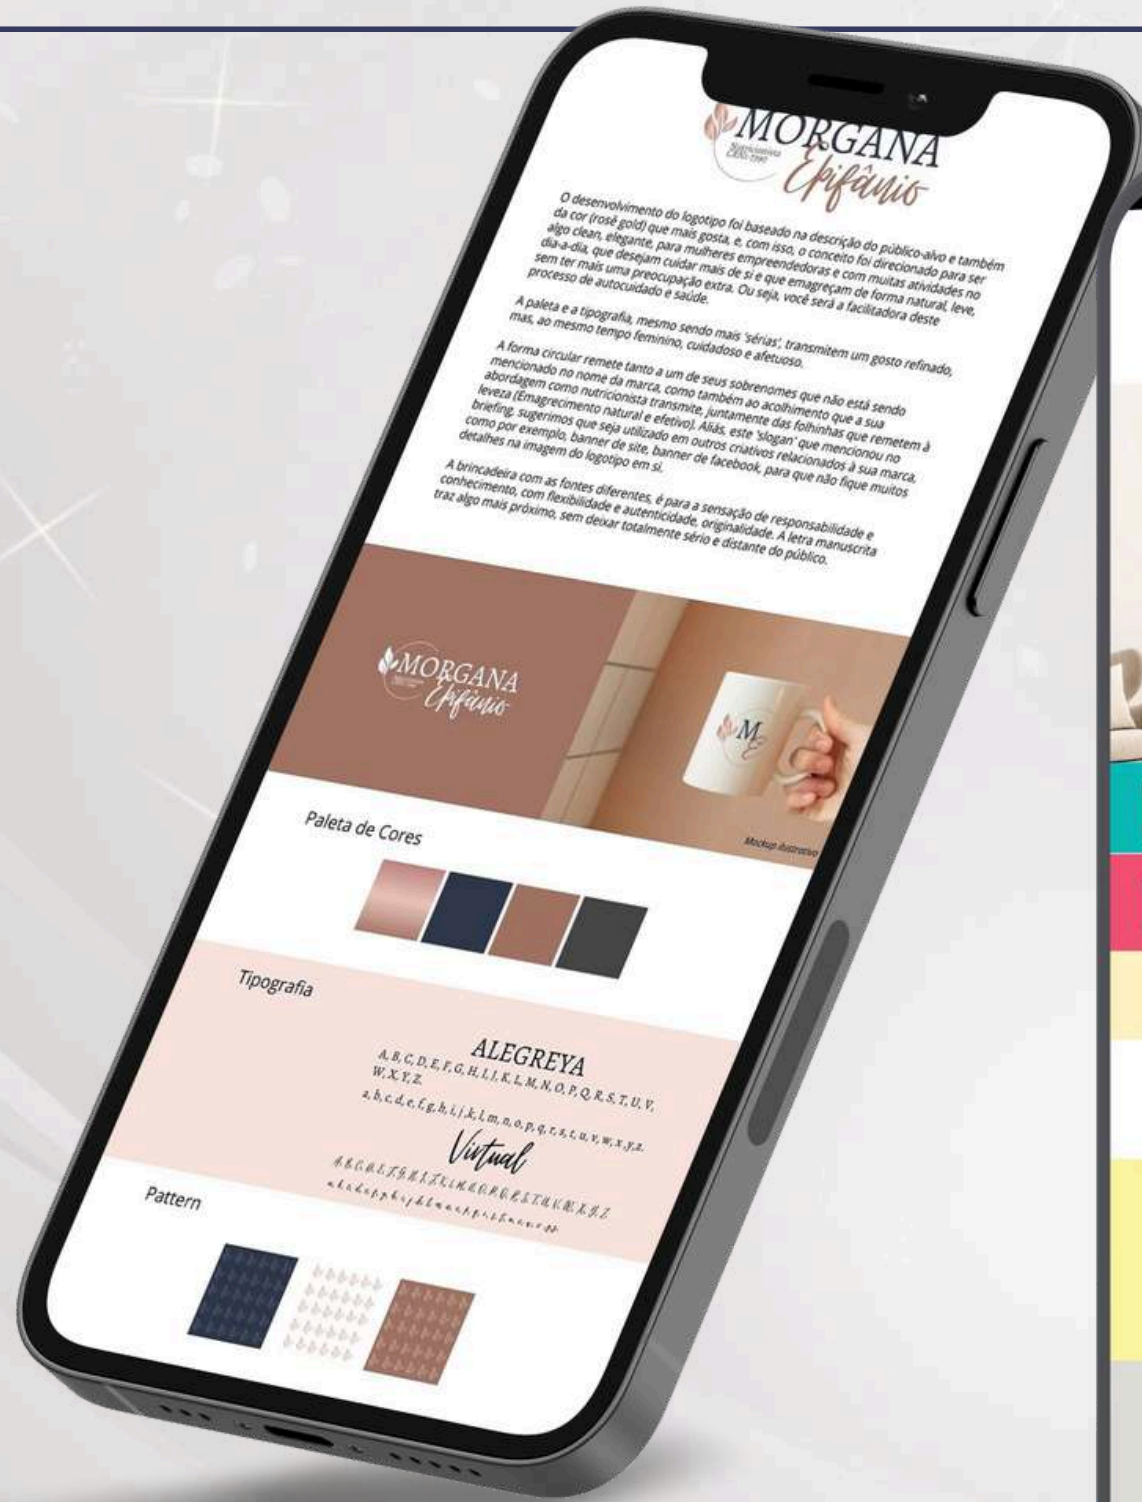 MORGANA
Epifânio
Nutricionista
O desenvolvimento do logotipo foi baseado na descrição do público-alvo e também
da cor (rosê gold) que mais gosta, e, com isso, o conceito foi direcionado para ser
algo clean, elegante, para mulheres empreendedoras e com muitas atividades no
dia-a-dia, que desejam cuidar mais de si e que emagreçam de forma natural, leve,
sem ter mais uma preocupação extra. Ou seja, você será a facilitadora deste
processo de autocuidado e saúde.
A paleta e a tipografia, mesmo sendo mais 'sérias', transmitem um gosto refinado,
mas, ao mesmo tempo feminino, cuidadoso e afetuoso.
A forma circular remete tanto a um de seus sobrenomes que não está sendo
mencionado no nome da marca, como também ao acolhimento que a sua
abordagem como nutricionista transmite, juntamente das folhinhas que remetem à
leveza (Emagrecimento natural e efetivo). Aliás, este 'slogan' que mencionou no
briefing, sugerimos que seja utilizado em outros criativos relacionados à sua marca,
como por exemplo, banner de site, banner de facebook, para que não fique muitos
detalhes na imagem do logotipo em si.
A brincadeira com as fontes diferentes, é para a sensação de responsabilidade e
conhecimento, com flexibilidade e autenticidade, originalidade. A letra manuscrita
traz algo mais próximo, sem deixar totalmente sério e distante do público.
MORGANA
Epifânio
M
E
Mockup ilustrativo
Paleta de Cores
Tipografia
ALEGREYA
A, B, C, D, E, F, G, H, I, J, K, L, M, N, O, P, Q, R, S, T, U, V,
W, X, Y, Z.
a, b, c, d, e, f, g, h, i, j, k, l, m, n, o, p, q, r, s, t, u, v, w, x, y, z.
Virtual
Pattern